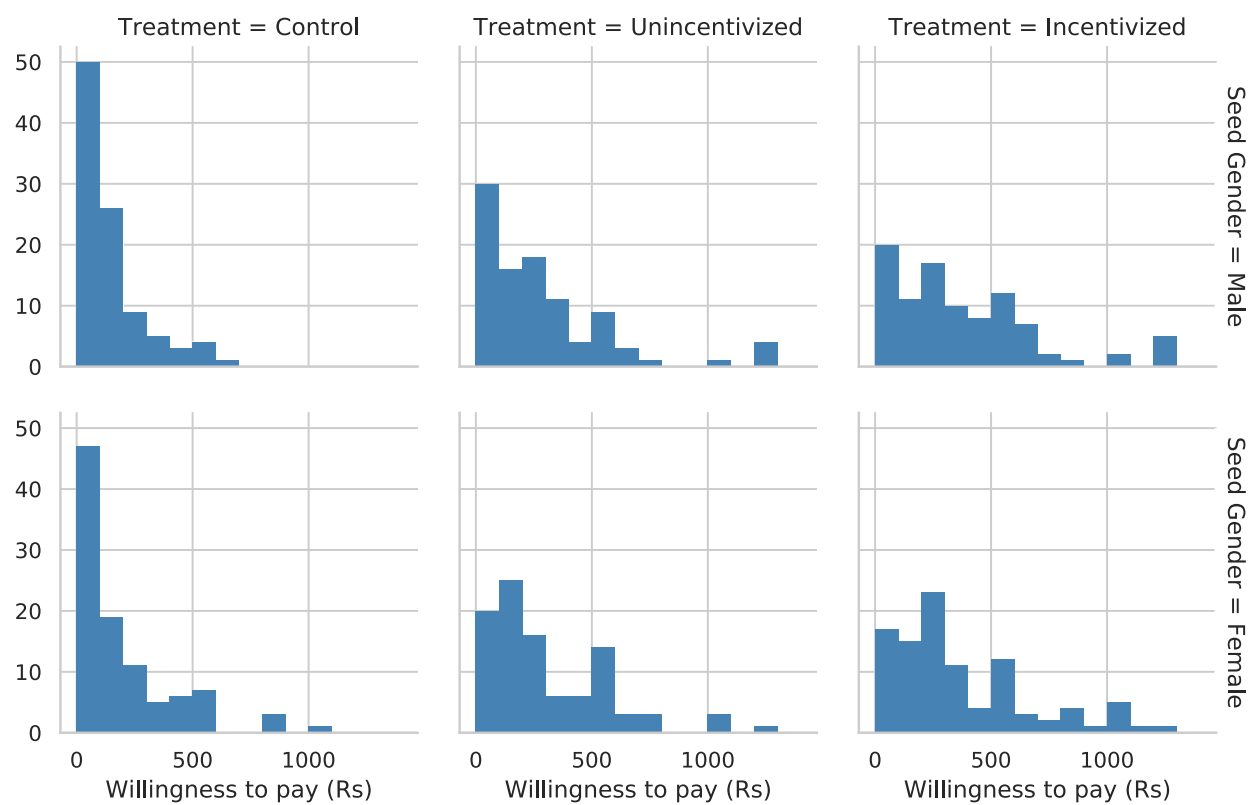 Treatment = Control
Treatment = Unincentivized
Treatment = Incentivized
50
40
30
20
10
0
Seed Gender = Male
50
40
30
20
10
0
Seed Gender = Female
0 500 1000
0 500 1000
0 500 1000
Willingness to pay (Rs)
Willingness to pay (Rs)
Willingness to pay (Rs)